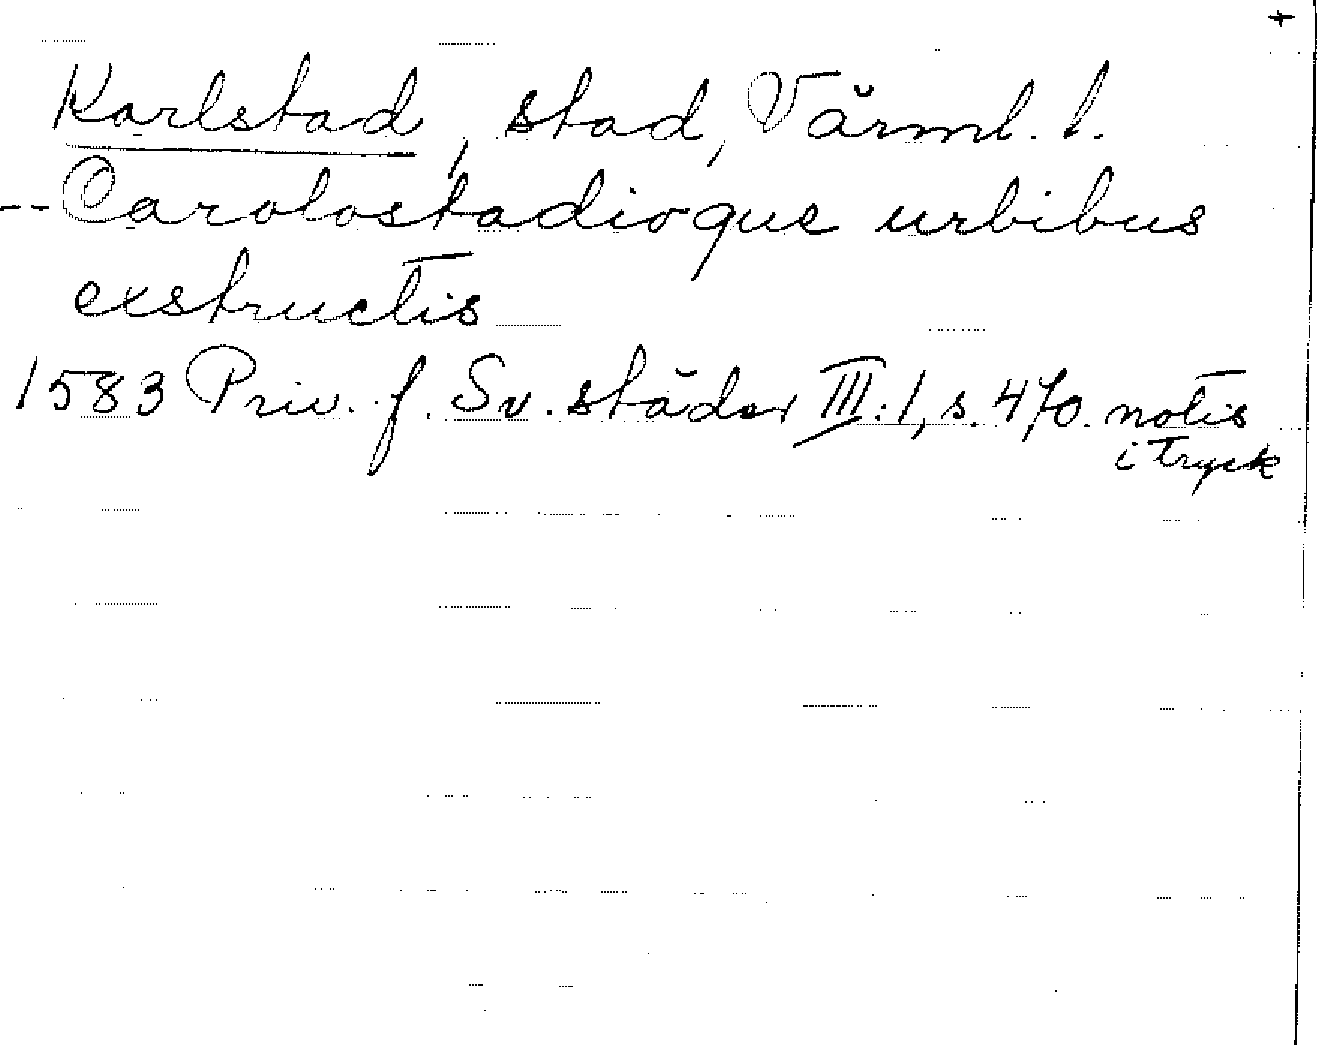 +
Karlstad, stad, Värml. l.
-- Carolostadioque urbibus
exstructis
1583 Priv. f. Sv. städer III:1, s. 470. notis
i tryck